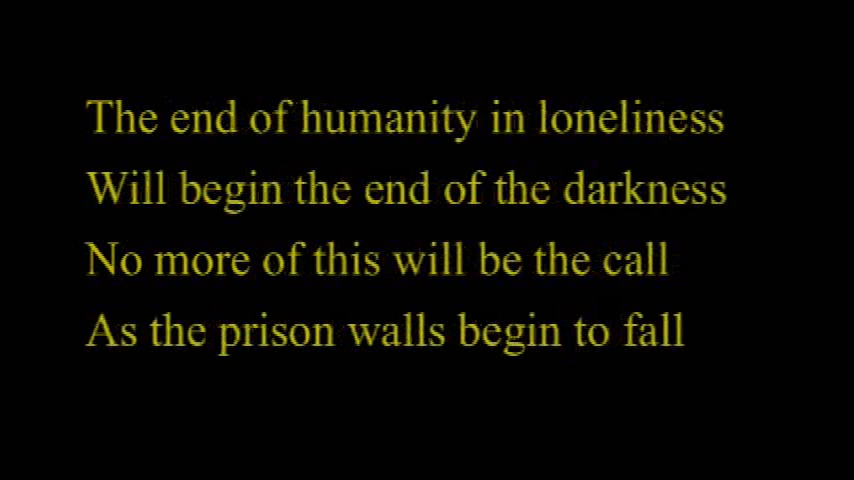 The end of humanity in loneliness
Will begin the end of the darkness
No more of this will be the call
As the prison walls begin to fall